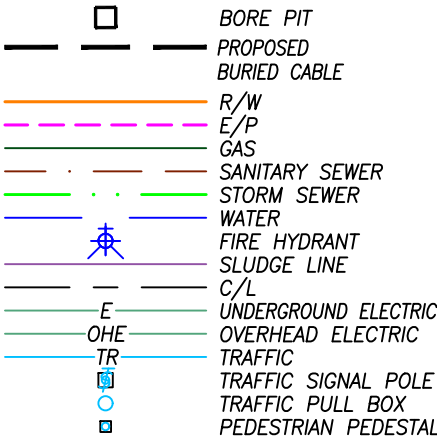 BORE PIT
PROPOSED
BURIED CABLE
R/W
E/P
GAS
SANITARY SEWER
STORM SEWER
WATER
FIRE HYDRANT
SLUDGE LINE
C/L
E UNDERGROUND ELECTRIC
OHE OVERHEAD ELECTRIC
TR TRAFFIC
TRAFFIC SIGNAL POLE
TRAFFIC PULL BOX
PEDESTRIAN PEDESTAL